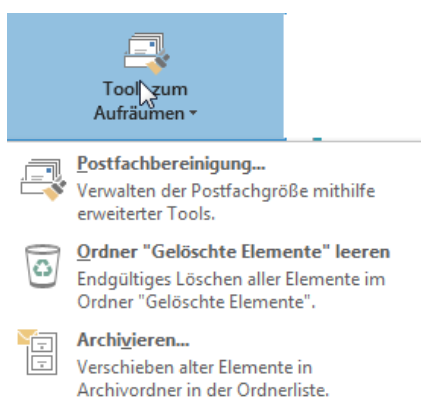 Tools zum
Aufräumen
Postfachbereinigung...
Verwalten der Postfachgröße mithilfe
erweiterter Tools.
Ordner "Gelöschte Elemente" leeren
Endgültiges Löschen aller Elemente im
Ordner "Gelöschte Elemente".
Archivieren...
Verschieben alter Elemente in
Archivordner in der Ordnerliste.